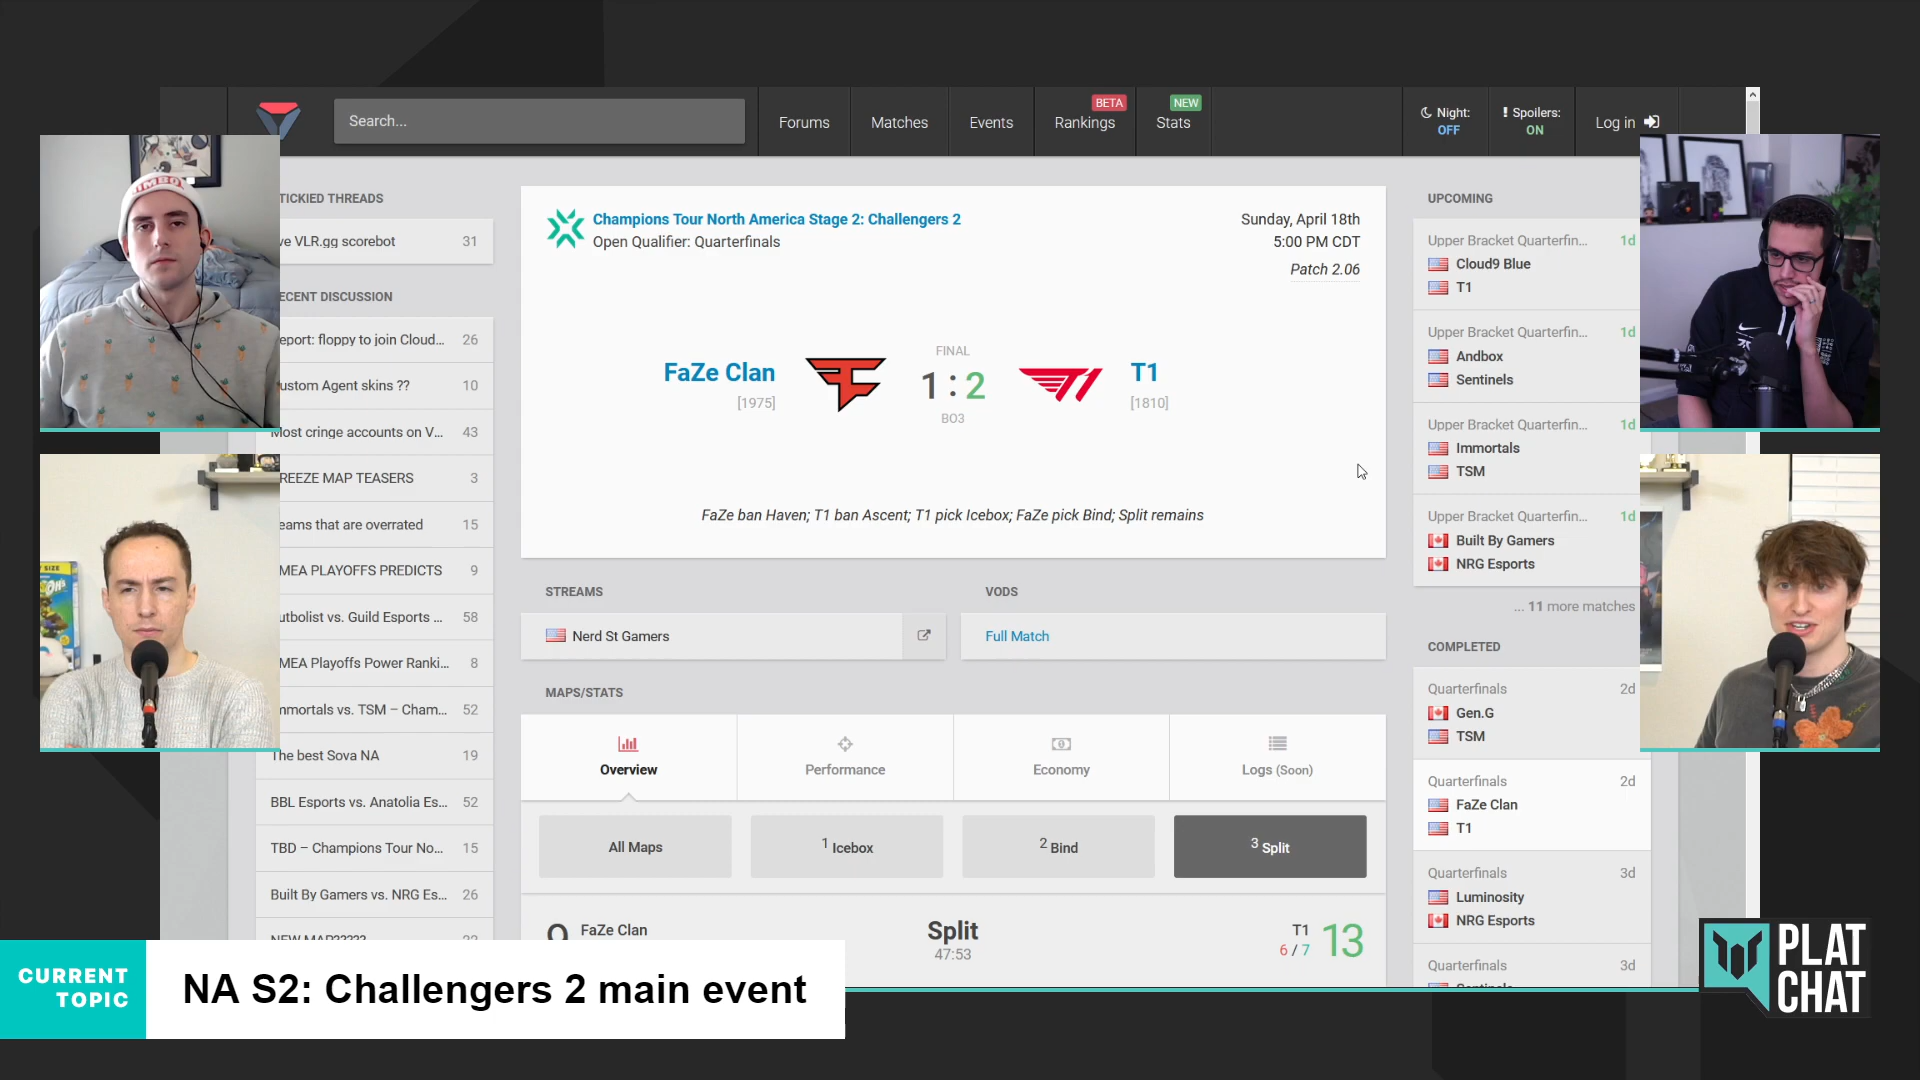 Search...
Forums
Matches
Events
BETA
Rankings
NEW
Stats
Night:
OFF
! Spoilers:
ON
Log in
TICKIED THREADS
ve VLR.gg scorebot 31
ECENT DISCUSSION
eport: floppy to join Cloud... 26
ustom Agent skins ?? 10
Most cringe accounts on V... 43
REEZE MAP TEASERS 3
eams that are overrated 15
MEA PLAYOFFS PREDICTS 9
utbolist vs. Guild Esports ... 58
MEA Playoffs Power Ranki... 8
mmortals vs. TSM – Cham... 52
The best Sova NA 19
BBL Esports vs. Anatolia Es... 52
TBD – Champions Tour No... 15
Built By Gamers vs. NRG Es... 26
Champions Tour North America Stage 2: Challengers 2
Open Qualifier: Quarterfinals
Sunday, April 18th
5:00 PM CDT
Patch 2.06
FaZe Clan
[1975]
FINAL
1 : 2
BO3
T1
[1810]
FaZe ban Haven; T1 ban Ascent; T1 pick Icebox; FaZe pick Bind; Split remains
STREAMS
Nerd St Gamers
VODS
Full Match
MAPS/STATS
Overview
Performance
Economy
Logs (Soon)
All Maps
1 Icebox
2 Bind
3 Split
FaZe Clan
Split
47:53
T1
6 / 7
13
UPCOMING
Upper Bracket Quarterfin... 1d
Cloud9 Blue
T1
Upper Bracket Quarterfin... 1d
Andbox
Sentinels
Upper Bracket Quarterfin... 1d
Immortals
TSM
Upper Bracket Quarterfin... 1d
Built By Gamers
NRG Esports
... 11 more matches
COMPLETED
Quarterfinals 2d
Gen.G
TSM
Quarterfinals 2d
FaZe Clan
T1
Quarterfinals 3d
Luminosity
NRG Esports
Quarterfinals 3d
CURRENT
TOPIC
NA S2: Challengers 2 main event
PLAT
CHAT